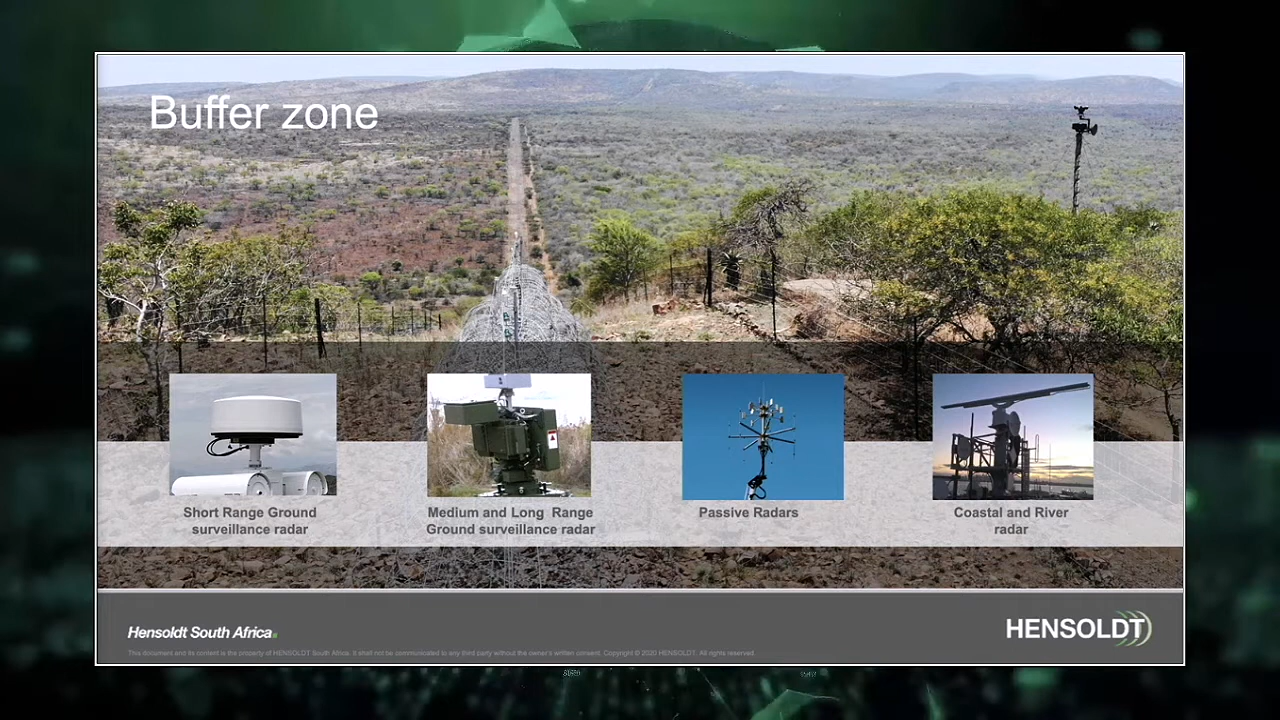 Buffer zone
Short Range Ground
surveillance radar
Medium and Long Range
Ground surveillance radar
Passive Radars
Coastal and River
radar
Hensoldt South Africa.
HENSOLDT
This document and its content is the property of HENSOLDT South Africa. It shall not be communicated to any third party without the owner's written consent. Copyright © 2020 HENSOLDT. All rights reserved.